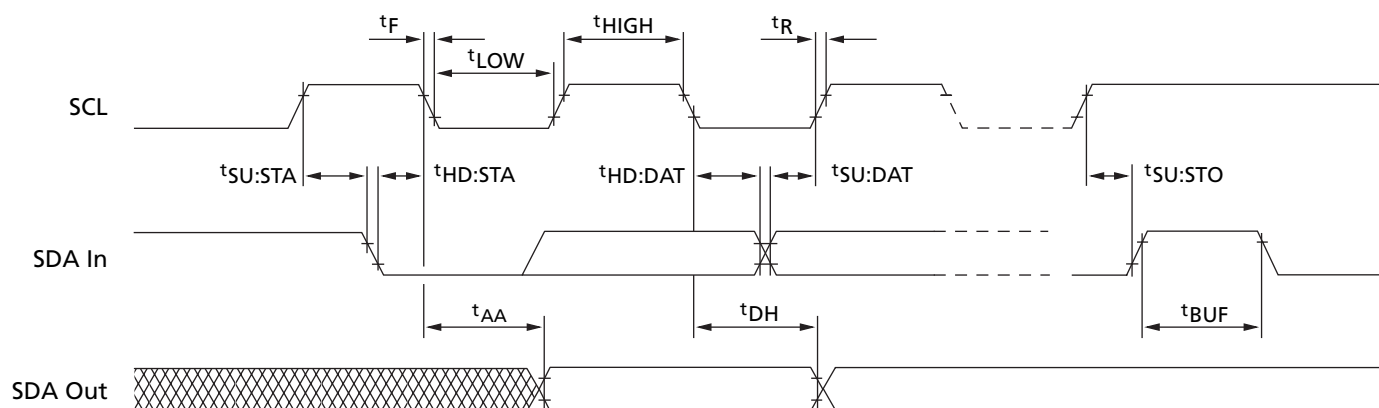 tF
tHIGH
tR
tLOW
SCL
tSU:STA
tHD:STA
tHD:DAT
tSU:DAT
tSU:STO
SDA In
tAA
tDH
tBUF
SDA Out